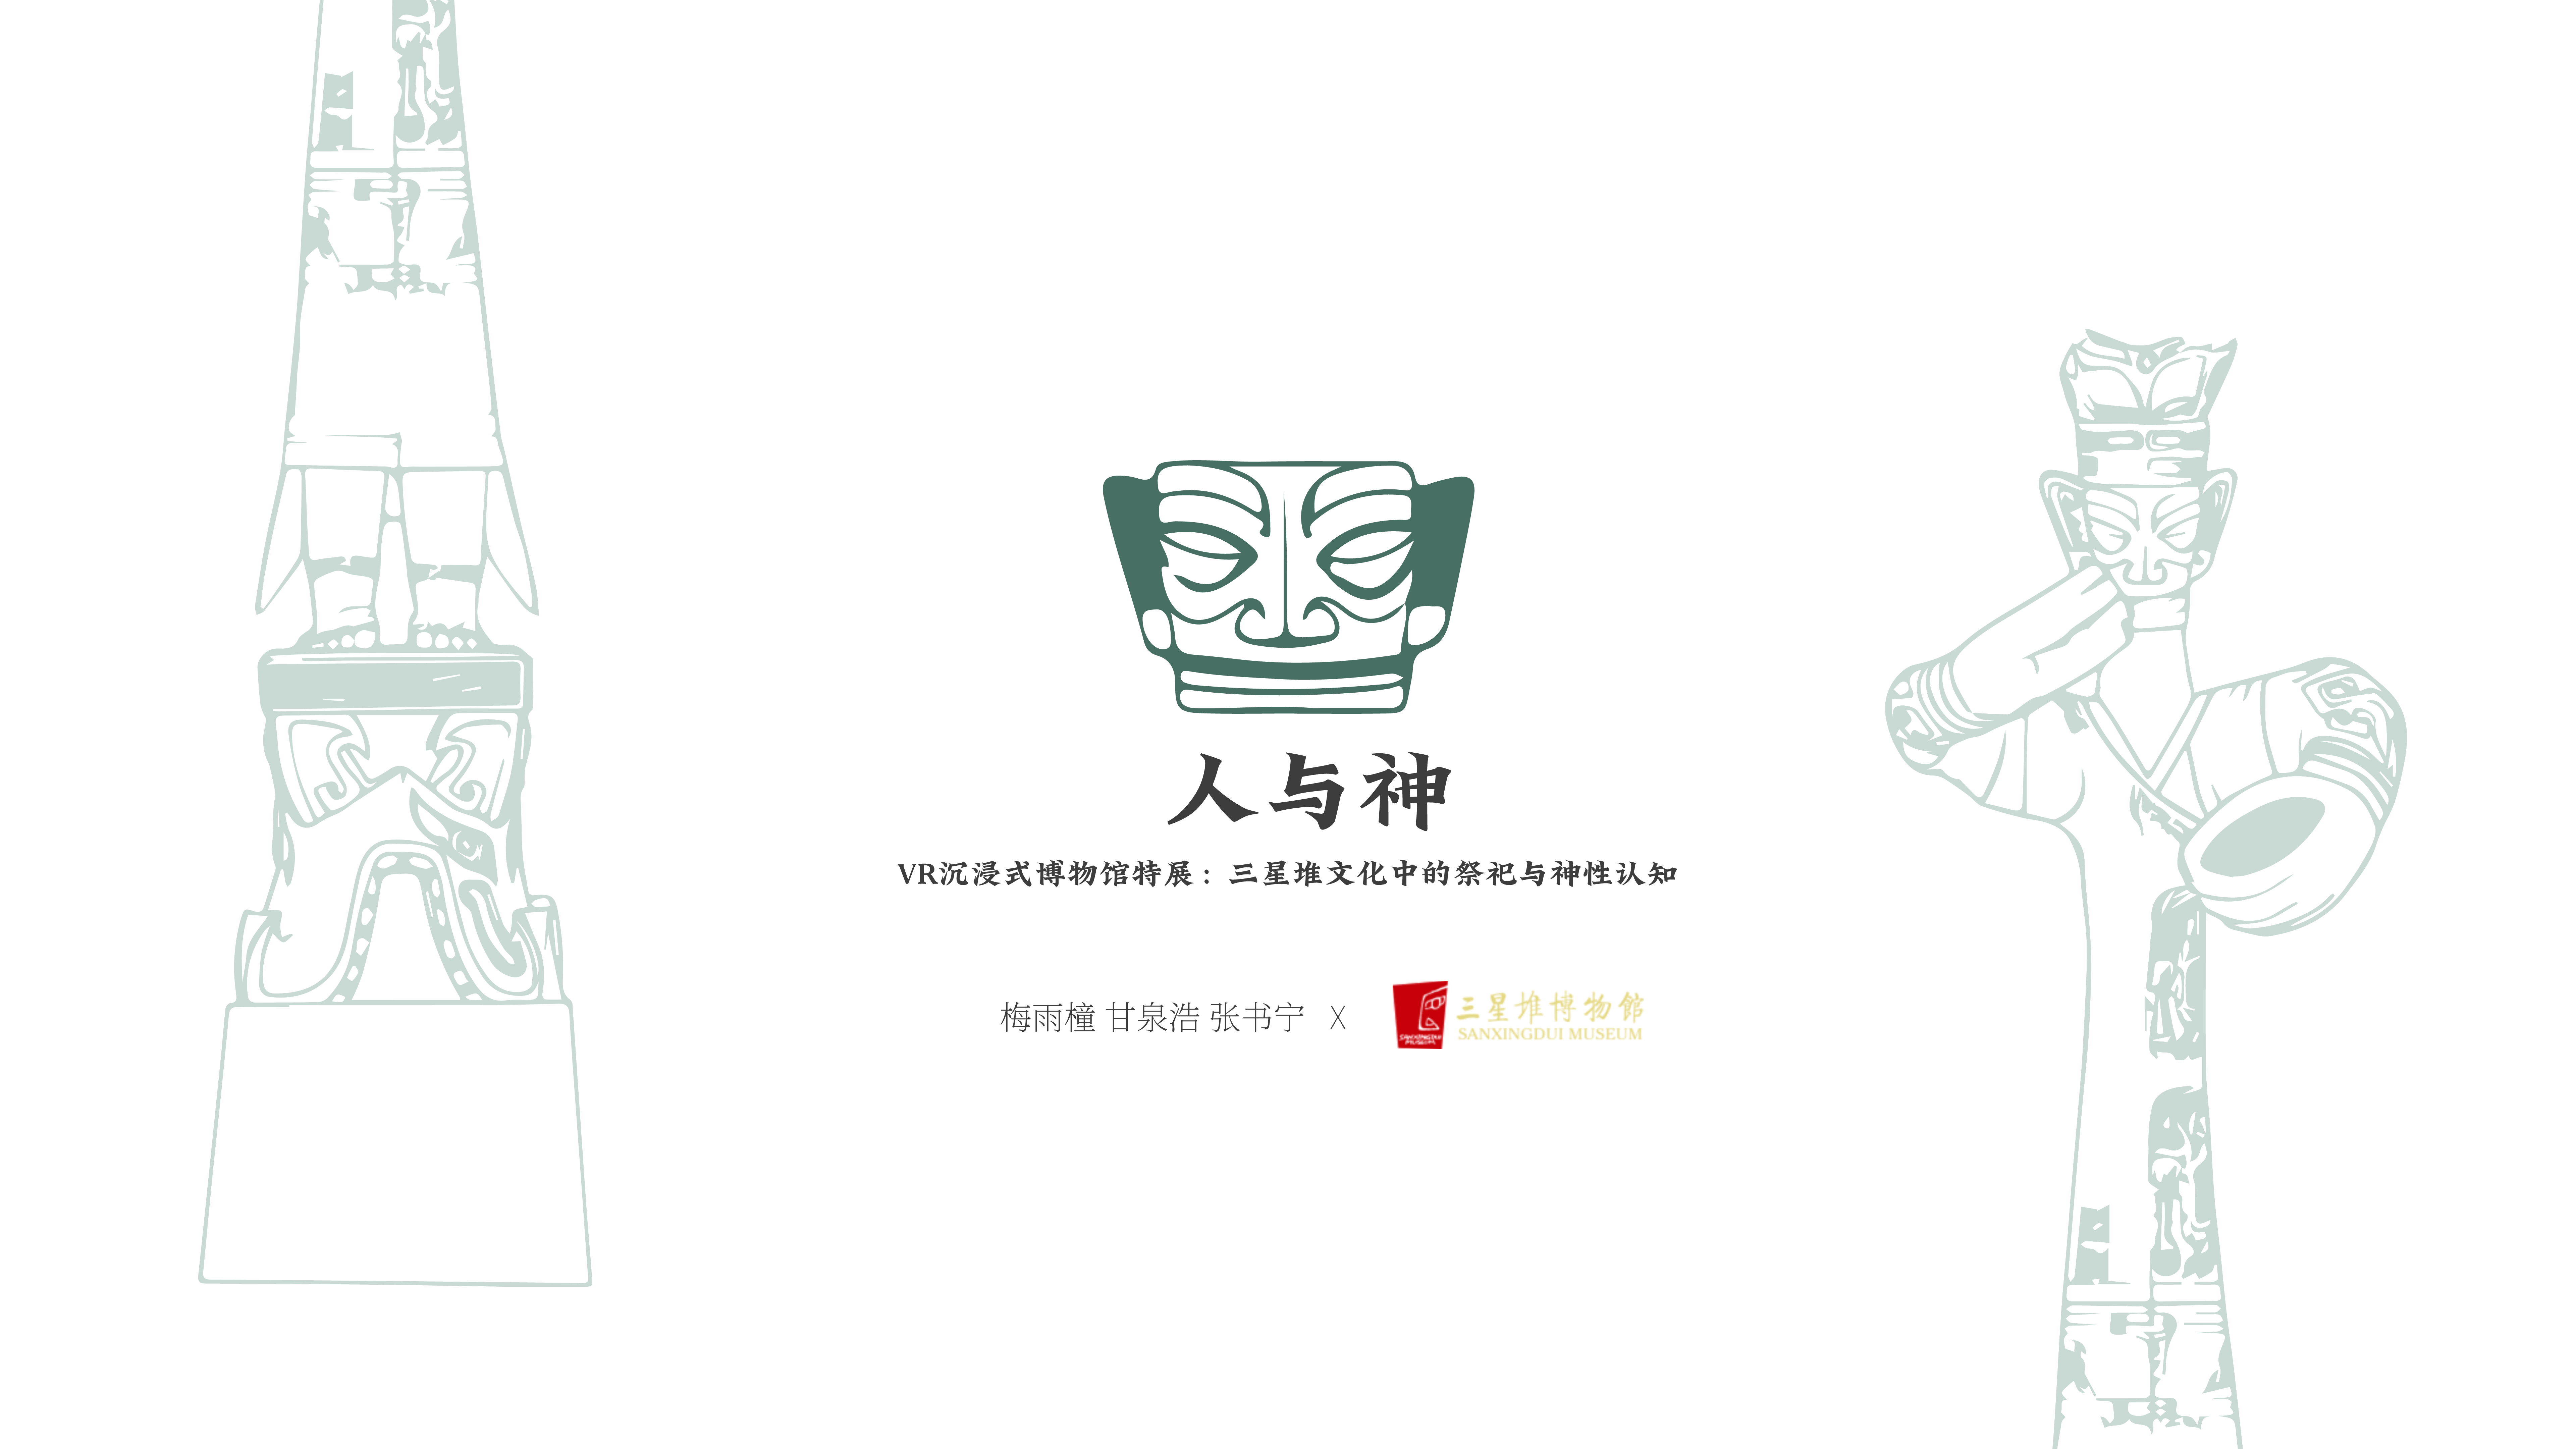 人与神
VR沉浸式博物馆特展：三星堆文化中的祭祀与神性认知
梅雨橦 甘泉浩 张书宁 X
三星堆博物館
SANXINGDUI MUSEUM
SANXINGDUI
MUSEUM